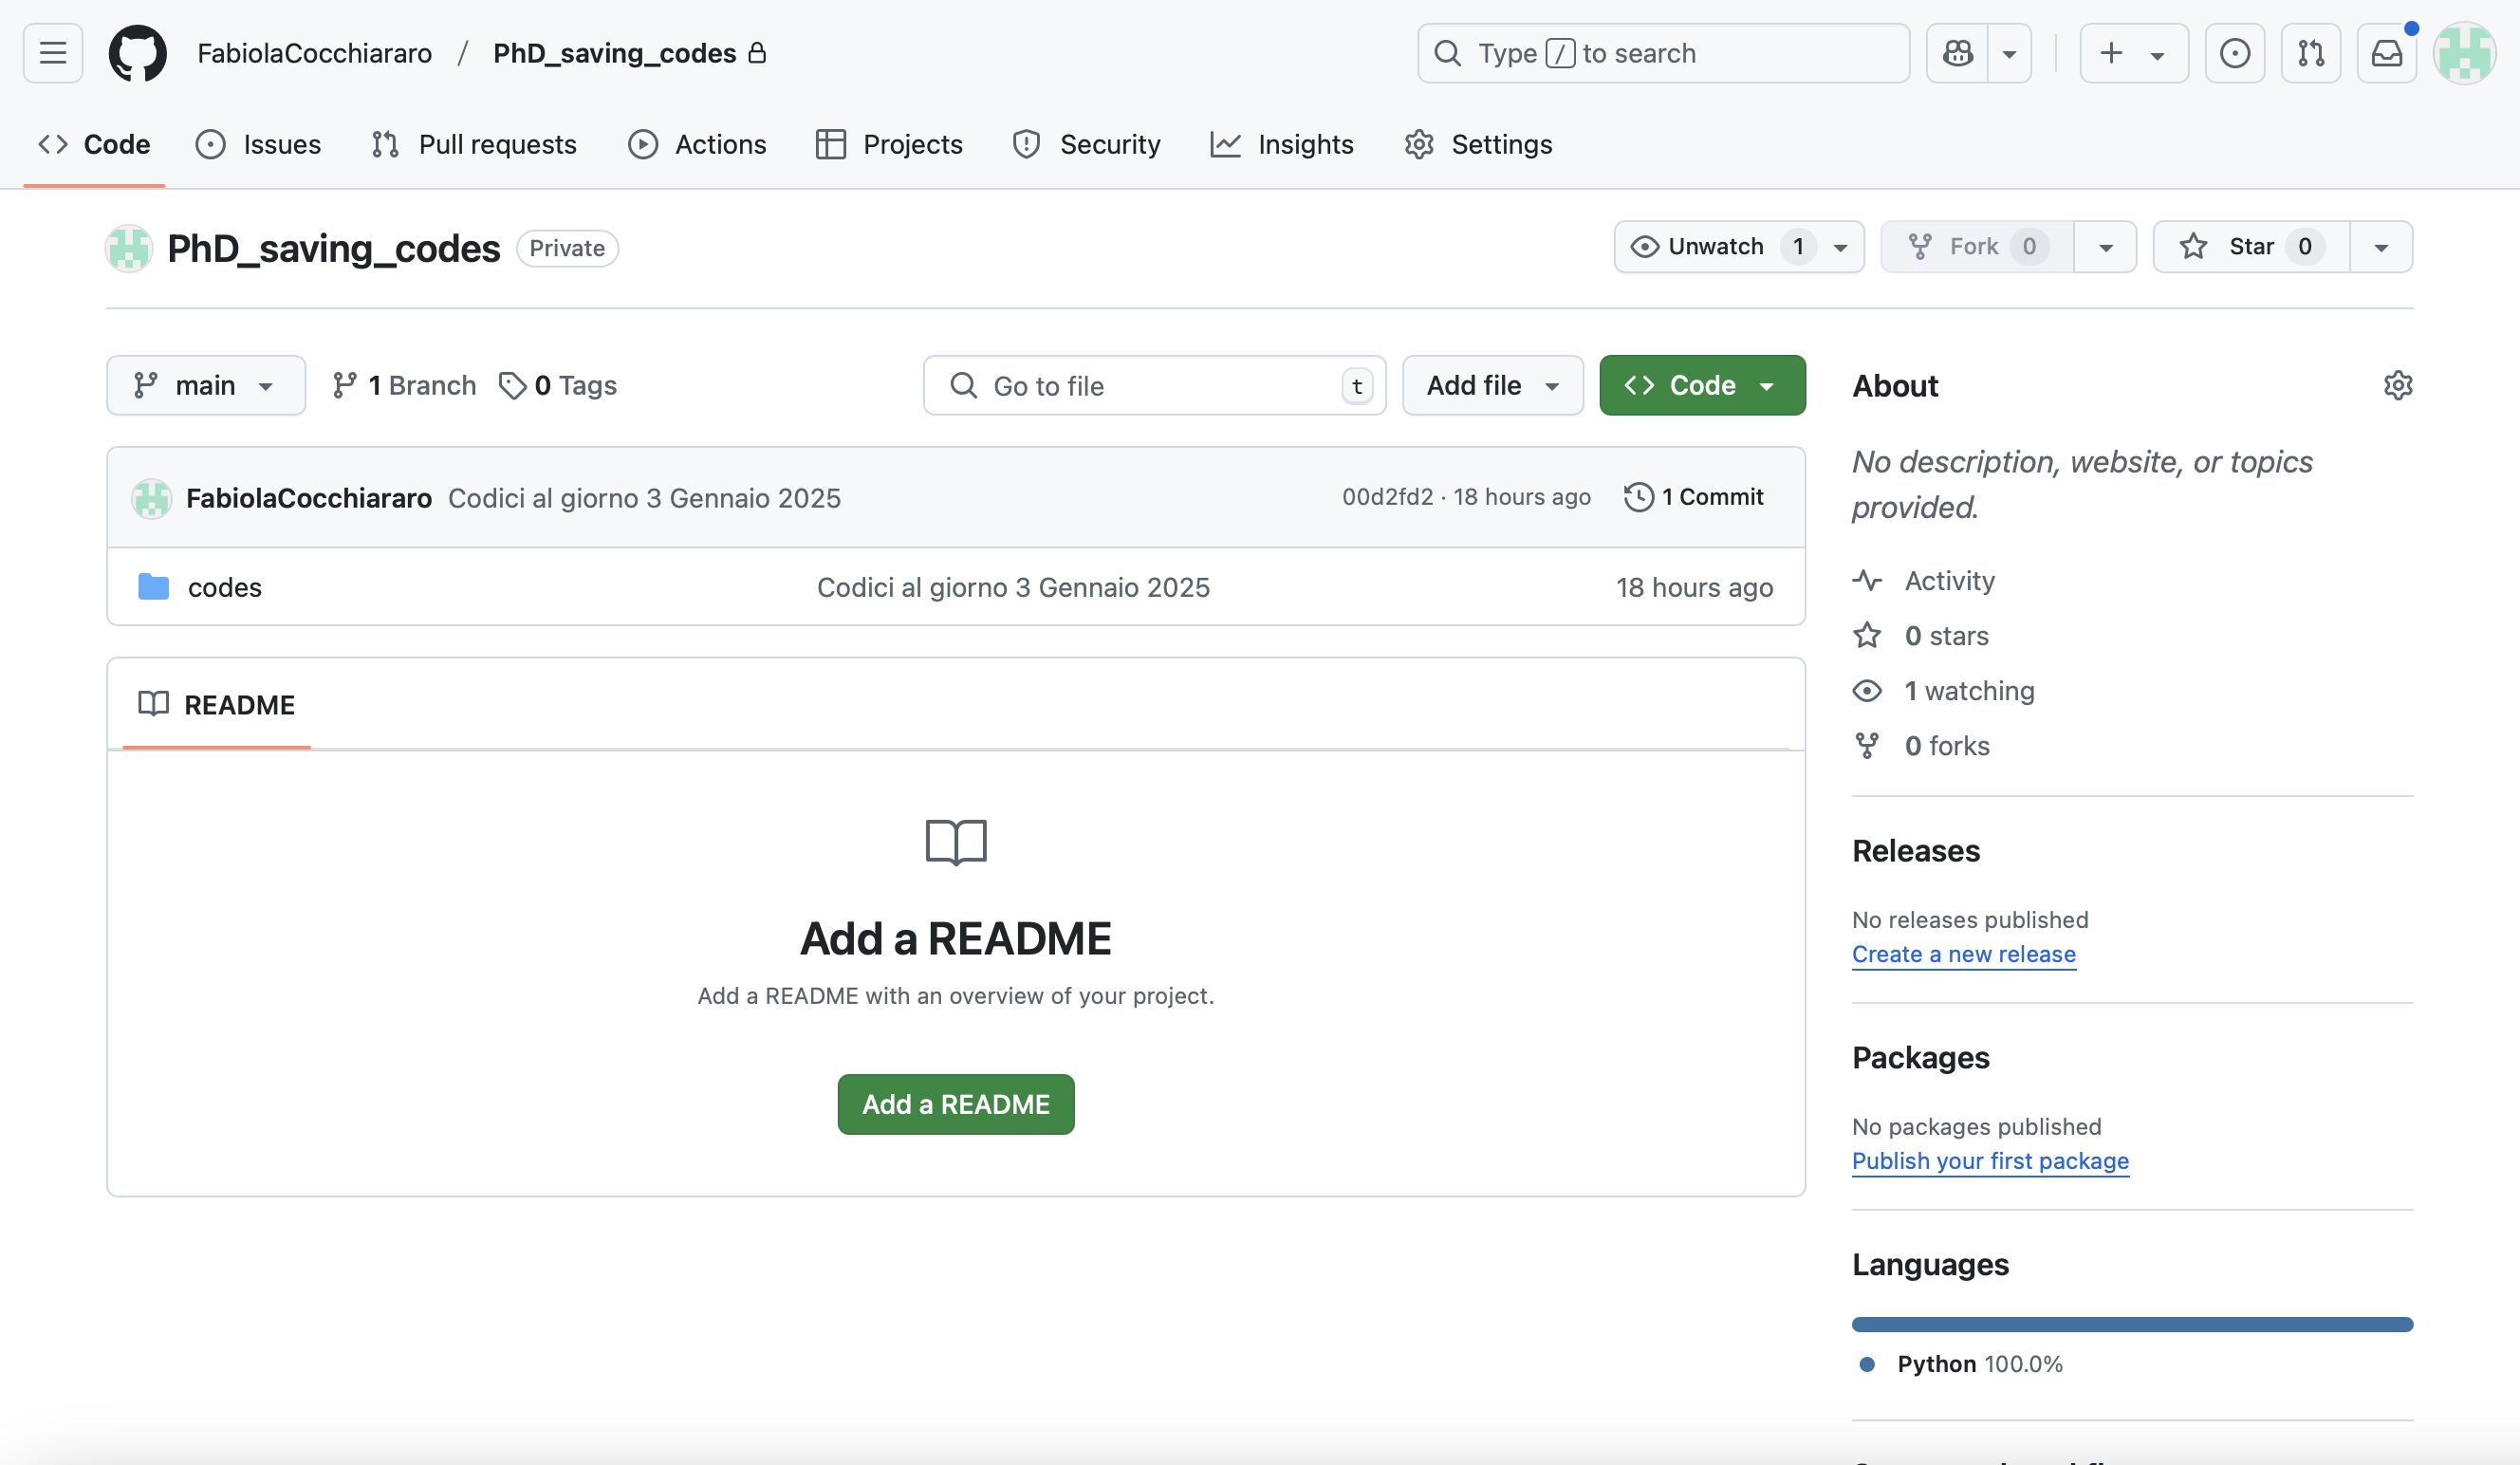 FabiolaCocchiararo / PhD_saving_codes
Type / to search
Code Issues Pull requests Actions Projects Security Insights Settings
PhD_saving_codes Private
Unwatch 1 Fork 0 Star 0
main 1 Branch 0 Tags
Go to file t Add file Code
FabiolaCocchiararo Codici al giorno 3 Gennaio 2025 00d2fd2 · 18 hours ago 1 Commit
codes Codici al giorno 3 Gennaio 2025 18 hours ago
README
Add a README
Add a README with an overview of your project.
Add a README
About
No description, website, or topics
provided.
Activity
0 stars
1 watching
0 forks
Releases
No releases published
Create a new release
Packages
No packages published
Publish your first package
Languages
Python 100.0%